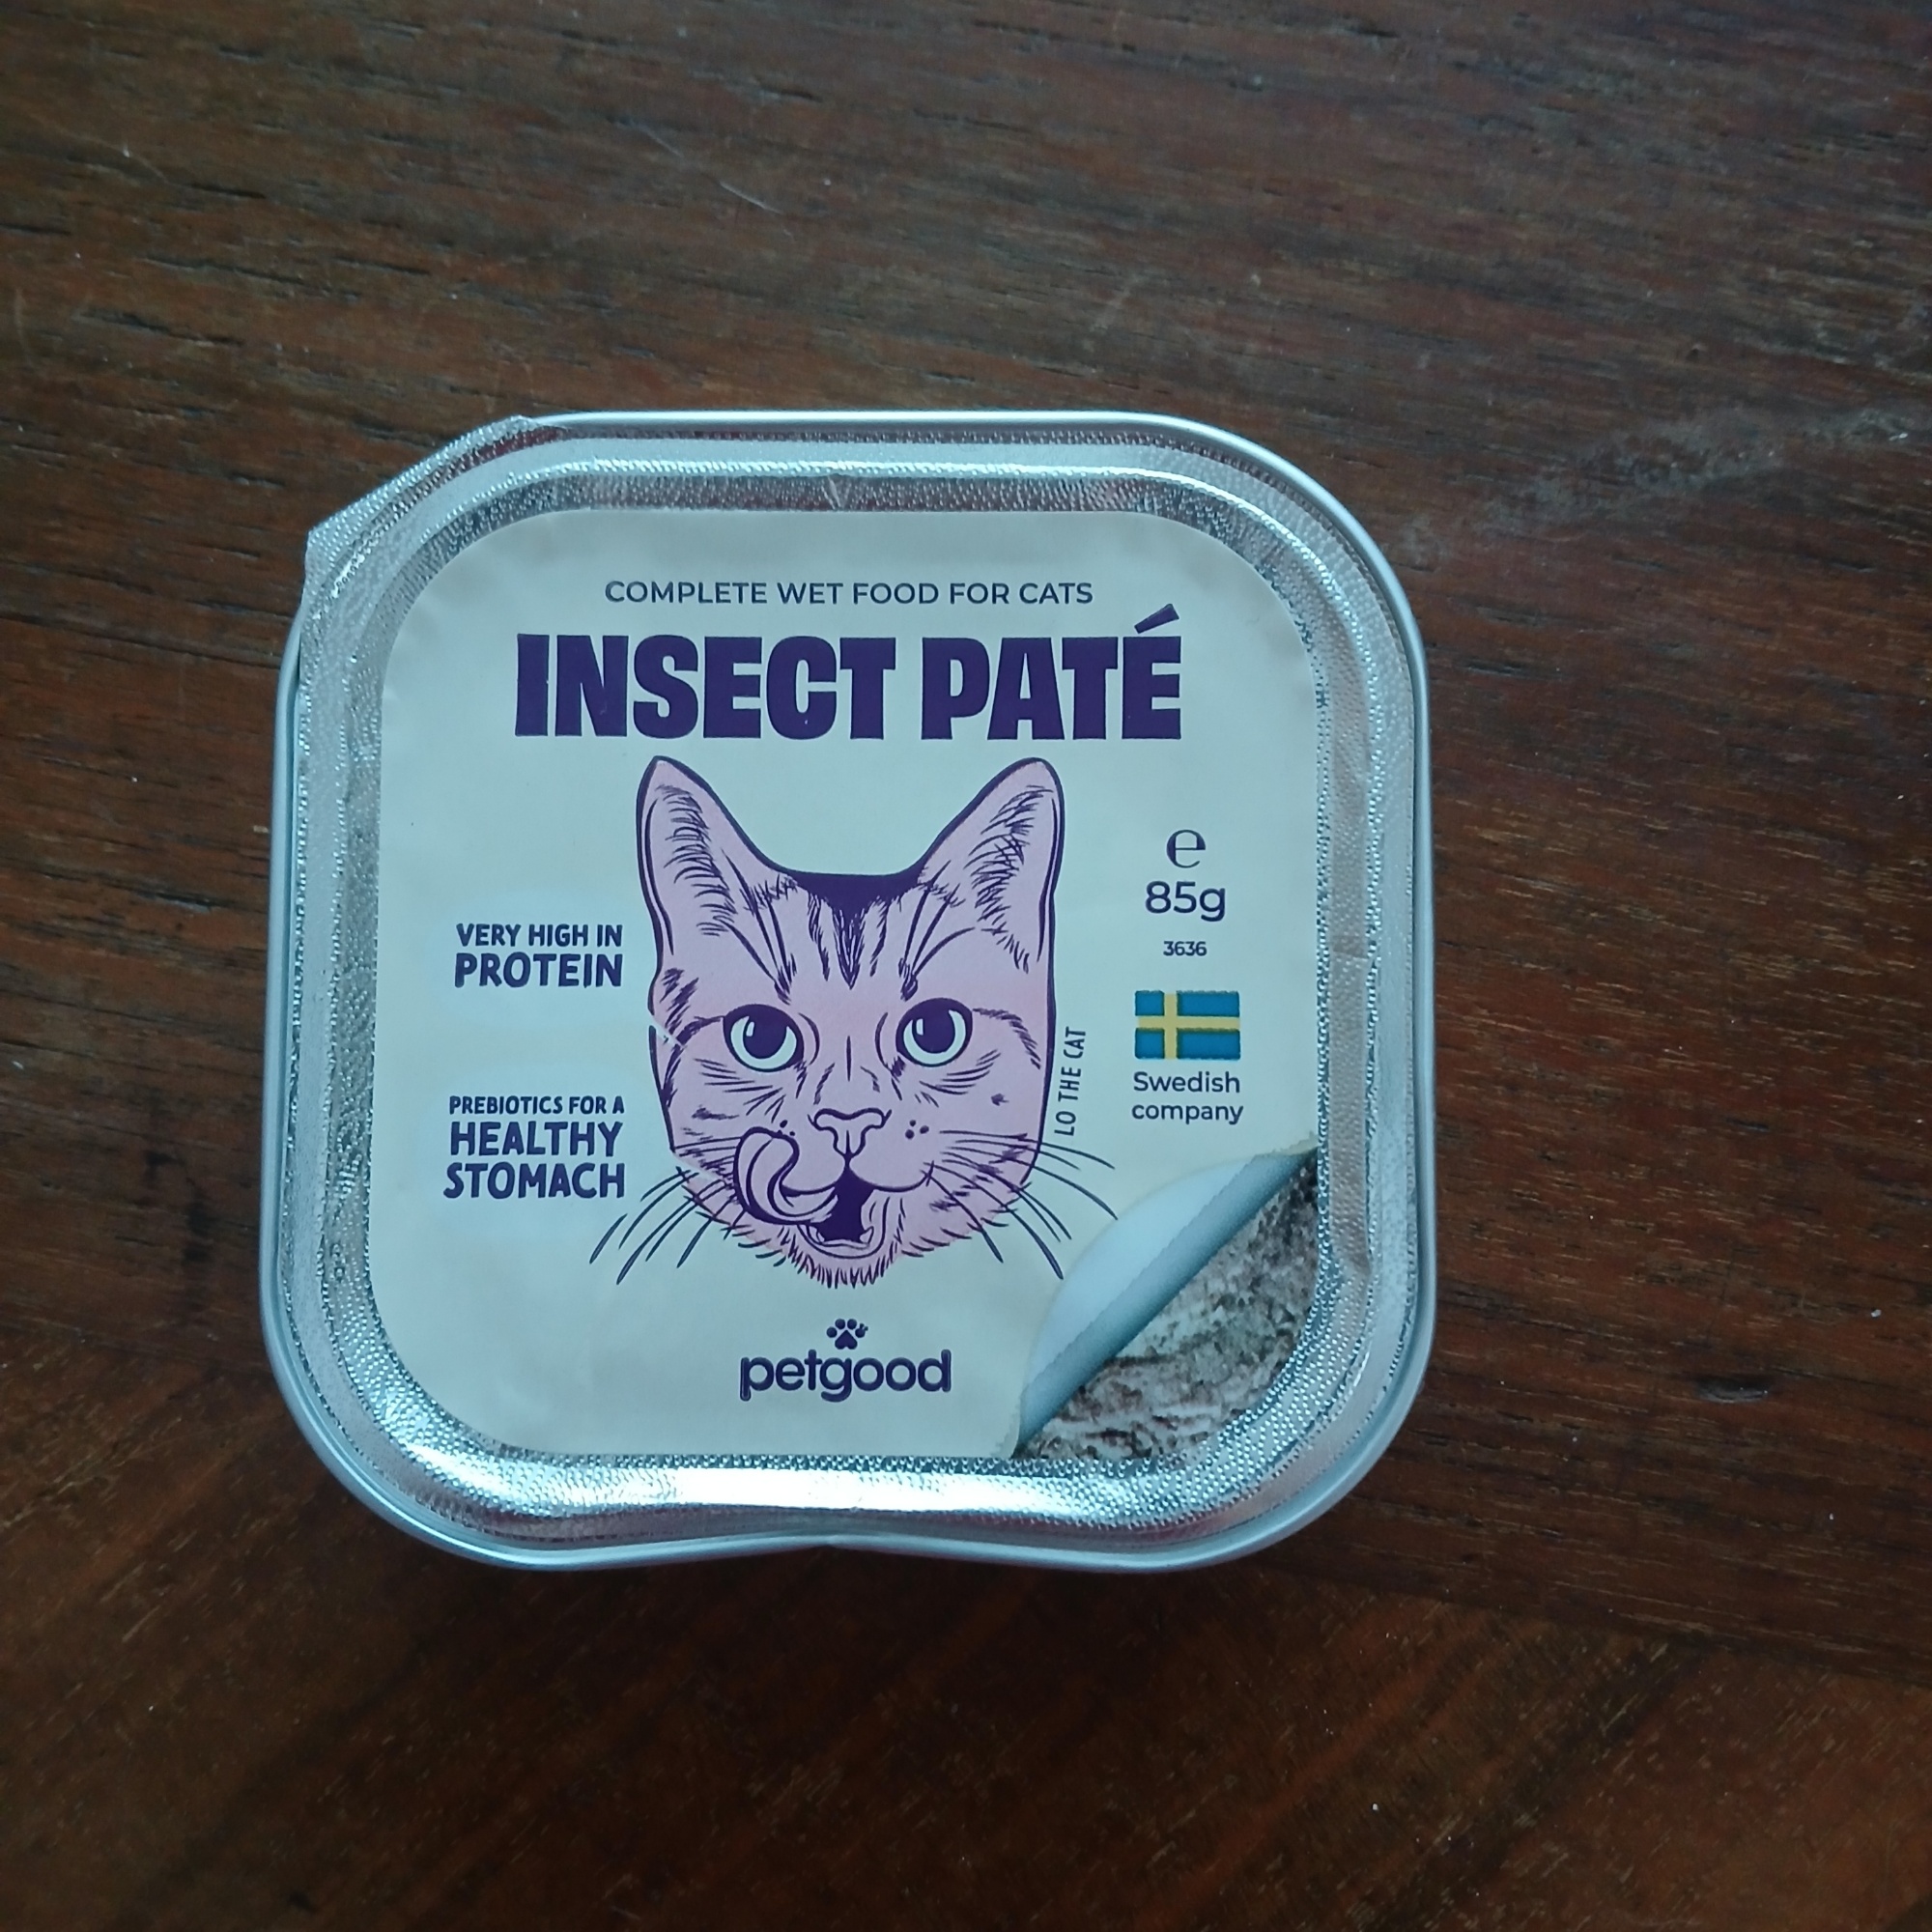 COMPLETE WET FOOD FOR CATS
INSECT PATÉ
VERY HIGH IN
PROTEIN
PREBIOTICS FOR A
HEALTHY
STOMACH
LO THE CAT
e
85g
3636
Swedish
company
petgood